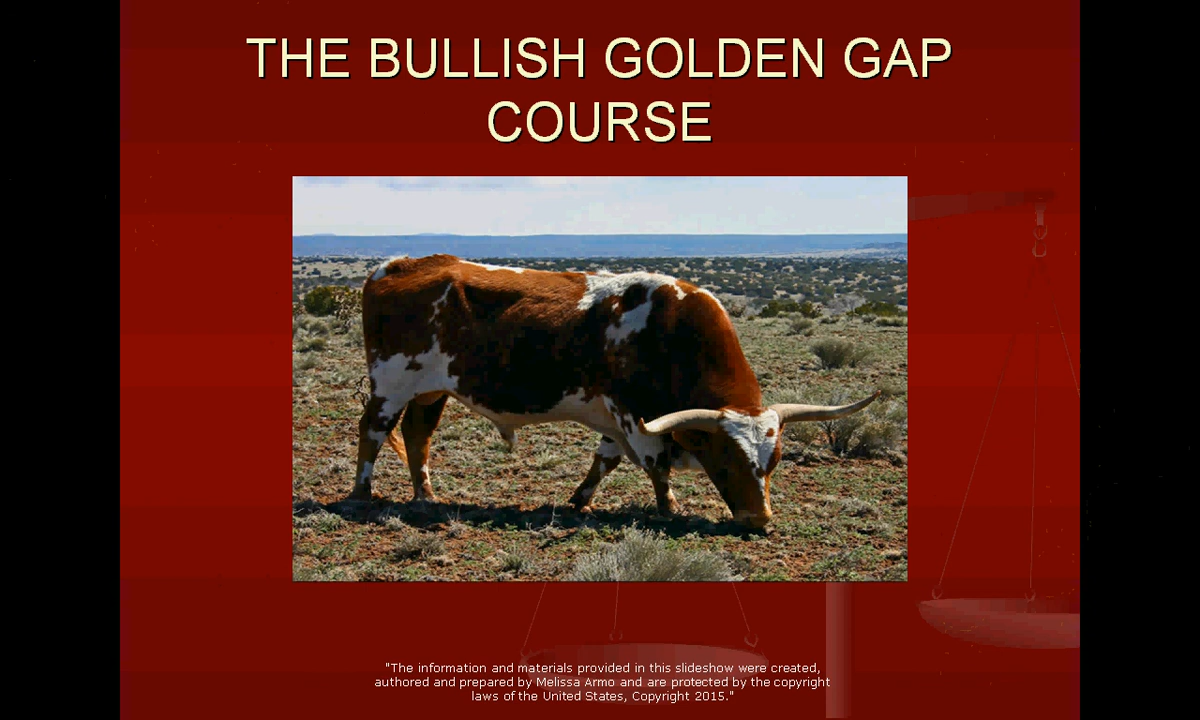 THE BULLISH GOLDEN GAP
COURSE
"The information and materials provided in this slideshow were created,
authored and prepared by Melissa Armo and are protected by the copyright
laws of the United States, Copyright 2015."